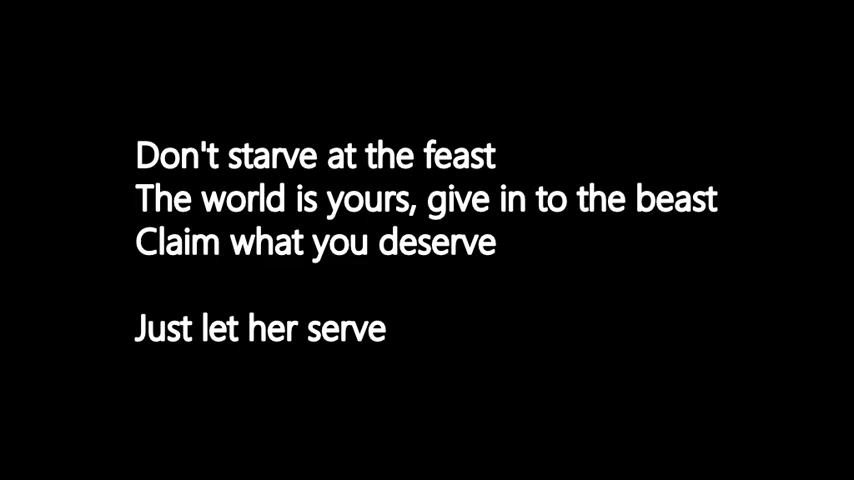 Don't starve at the feast
The world is yours, give in to the beast
Claim what you deserve
Just let her serve